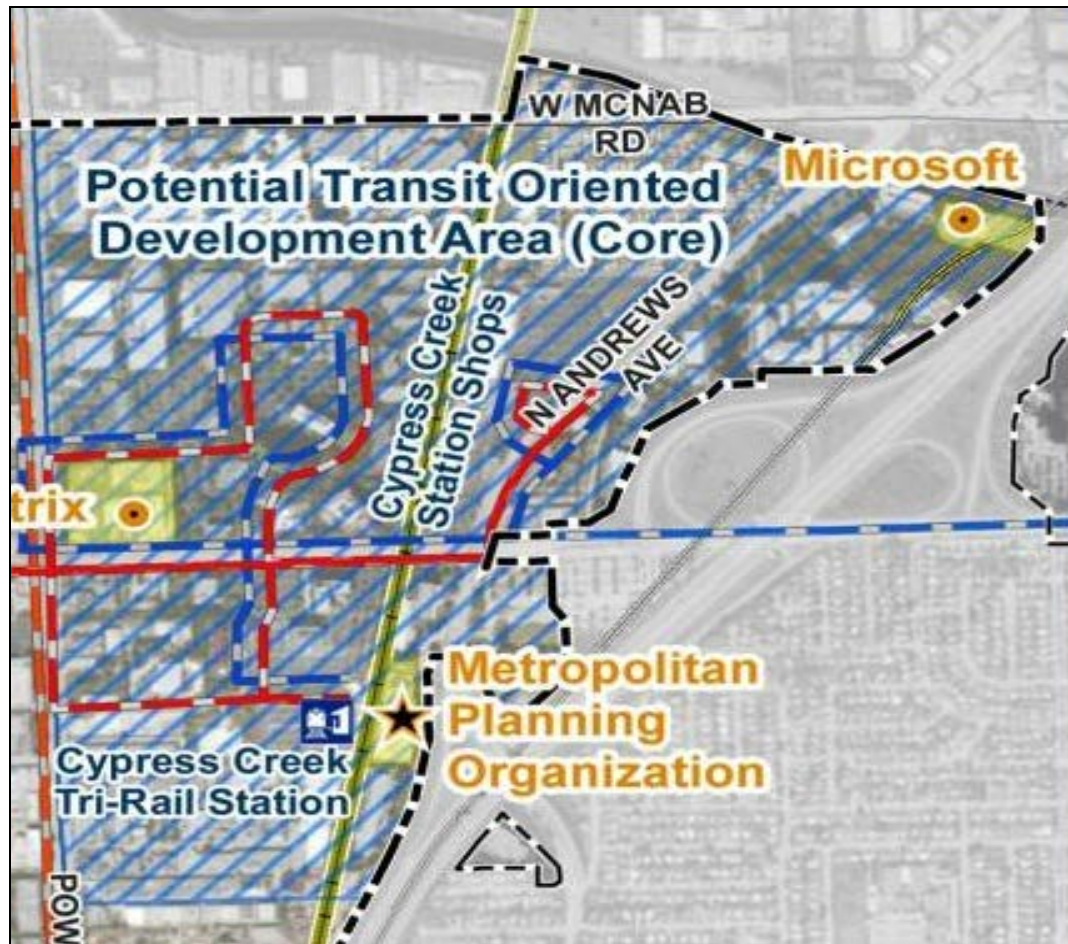 W MCNAB
RD
Microsoft
Potential Transit Oriented
Development Area (Core)
Cypress Creek
Station Shops
N ANDREWS
AVE
trix
Metropolitan
Planning
Organization
Cypress Creek
Tri-Rail Station
POW